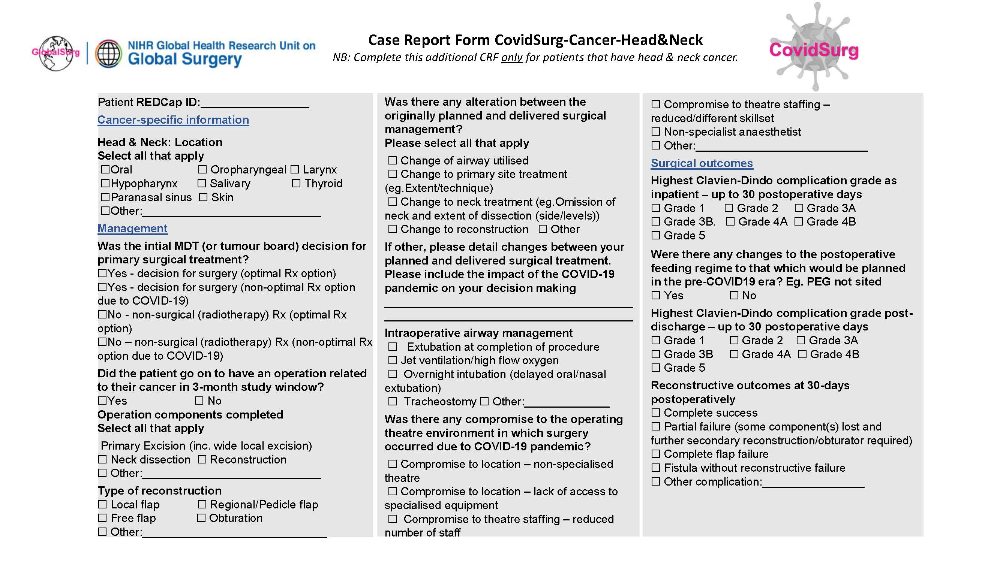 GlobalSurg
NIHR Global Health Research Unit on
Global Surgery
Case Report Form CovidSurg-Cancer-Head&Neck
NB: Complete this additional CRF only for patients that have head & neck cancer.
CovidSurg
Patient REDCap ID:_________________
Cancer-specific information
Head & Neck: Location
Select all that apply
☐Oral ☐ Oropharyngeal ☐ Larynx
☐Hypopharynx ☐ Salivary ☐ Thyroid
☐Paranasal sinus ☐ Skin
☐Other:____________________________
Management
Was the intial MDT (or tumour board) decision for
primary surgical treatment?
☐Yes - decision for surgery (optimal Rx option)
☐Yes - decision for surgery (non-optimal Rx option
due to COVID-19)
☐No - non-surgical (radiotherapy) Rx (optimal Rx
option)
☐No – non-surgical (radiotherapy) Rx (non-optimal Rx
option due to COVID-19)
Did the patient go on to have an operation related
to their cancer in 3-month study window?
☐Yes ☐ No
Operation components completed
Select all that apply
Primary Excision (inc. wide local excision)
☐ Neck dissection ☐ Reconstruction
☐ Other:____________________________
Type of reconstruction
☐ Local flap ☐ Regional/Pedicle flap
☐ Free flap ☐ Obturation
☐ Other:_____________________________
Was there any alteration between the
originally planned and delivered surgical
management?
Please select all that apply
☐ Change of airway utilised
☐ Change to primary site treatment
(eg.Extent/technique)
☐ Change to neck treatment (eg.Omission of
neck and extent of dissection (side/levels))
☐ Change to reconstruction ☐ Other
If other, please detail changes between your
planned and delivered surgical treatment.
Please include the impact of the COVID-19
pandemic on your decision making
_______________________________________
_______________________________________
Intraoperative airway management
☐ Extubation at completion of procedure
☐ Jet ventilation/high flow oxygen
☐ Overnight intubation (delayed oral/nasal
extubation)
☐ Tracheostomy ☐ Other:_____________
Was there any compromise to the operating
theatre environment in which surgery
occurred due to COVID-19 pandemic?
☐ Compromise to location – non-specialised
theatre
☐ Compromise to location – lack of access to
specialised equipment
☐ Compromise to theatre staffing – reduced
number of staff
☐ Compromise to theatre staffing –
reduced/different skillset
☐ Non-specialist anaesthetist
☐ Other:___________________________
Surgical outcomes
Highest Clavien-Dindo complication grade as
inpatient – up to 30 postoperative days
☐ Grade 1 ☐ Grade 2 ☐ Grade 3A
☐ Grade 3B. ☐ Grade 4A ☐ Grade 4B
☐ Grade 5
Were there any changes to the postoperative
feeding regime to that which would be planned
in the pre-COVID19 era? Eg. PEG not sited
☐ Yes ☐ No
Highest Clavien-Dindo complication grade post-
discharge – up to 30 postoperative days
☐ Grade 1 ☐ Grade 2 ☐ Grade 3A
☐ Grade 3B ☐ Grade 4A ☐ Grade 4B
☐ Grade 5
Reconstructive outcomes at 30-days
postoperatively
☐ Complete success
☐ Partial failure (some component(s) lost and
further secondary reconstruction/obturator required)
☐ Complete flap failure
☐ Fistula without reconstructive failure
☐ Other complication:________________